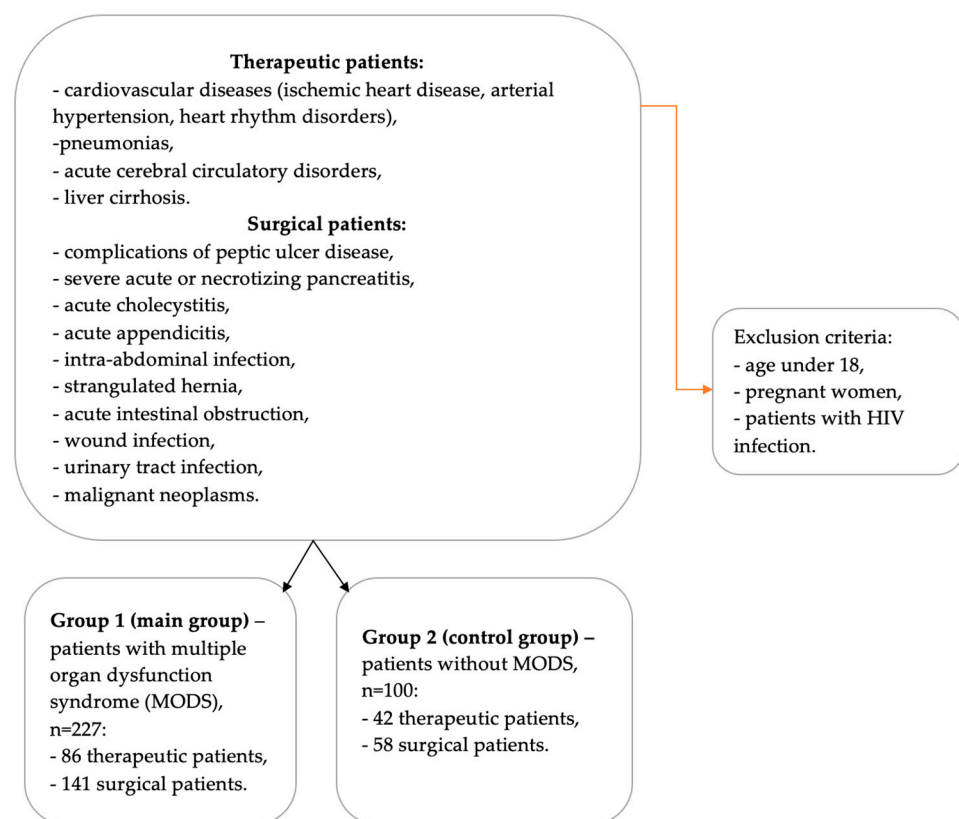 Therapeutic patients:
- cardiovascular diseases (ischemic heart disease, arterial
hypertension, heart rhythm disorders),
-pneumonias,
- acute cerebral circulatory disorders,
- liver cirrhosis.
Surgical patients:
- complications of peptic ulcer disease,
- severe acute or necrotizing pancreatitis,
- acute cholecystitis,
- acute appendicitis,
- intra-abdominal infection,
- strangulated hernia,
- acute intestinal obstruction,
- wound infection,
- urinary tract infection,
- malignant neoplasms.
Exclusion criteria:
- age under 18,
- pregnant women,
- patients with HIV
infection.
Group 1 (main group) –
patients with multiple
organ dysfunction
syndrome (MODS),
n=227:
- 86 therapeutic patients,
- 141 surgical patients.
Group 2 (control group) –
patients without MODS,
n=100:
- 42 therapeutic patients,
- 58 surgical patients.